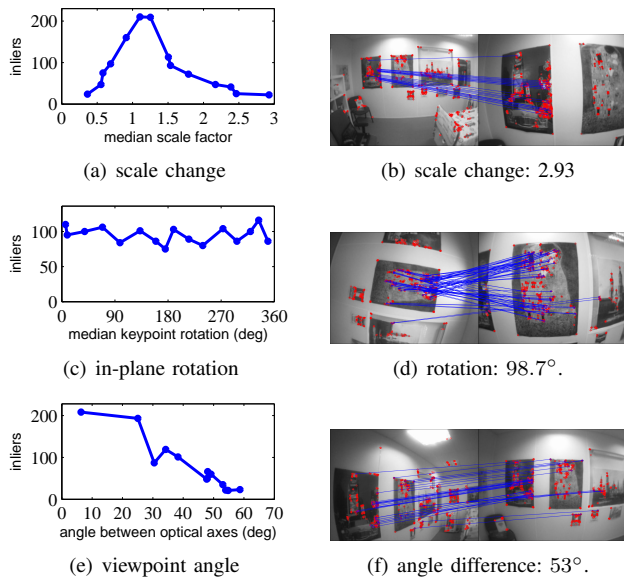 200
100
0
inliers
0 0.5 1 1.5 2 2.5 3
median scale factor
(a) scale change
(b) scale change: 2.93
100
50
0
inliers
0 90 180 270 360
median keypoint rotation (deg)
(c) in-plane rotation
(d) rotation: 98.7°.
200
100
0
inliers
0 10 20 30 40 50 60 70
angle between optical axes (deg)
(e) viewpoint angle
(f) angle difference: 53°.